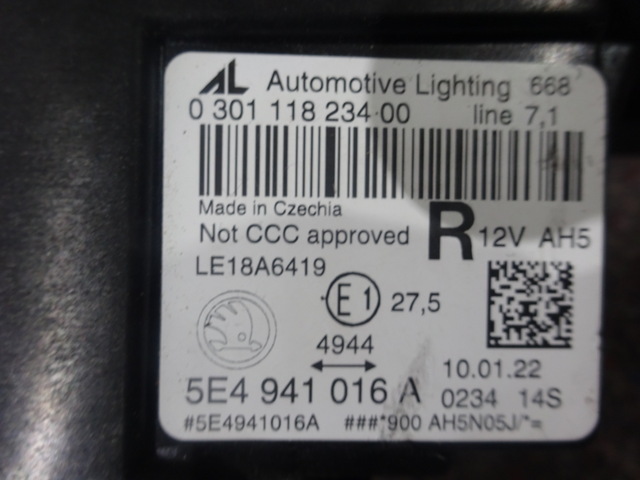 AL Automotive Lighting 668
0 301 118 234 00 line 7,1
Made in Czechia
Not CCC approved R 12V AH5
LE18A6419
E1 27,5
4944
10.01.22
5E4 941 016 A 0234 14S
#5E4941016A ###*900 AH5N05J/*=